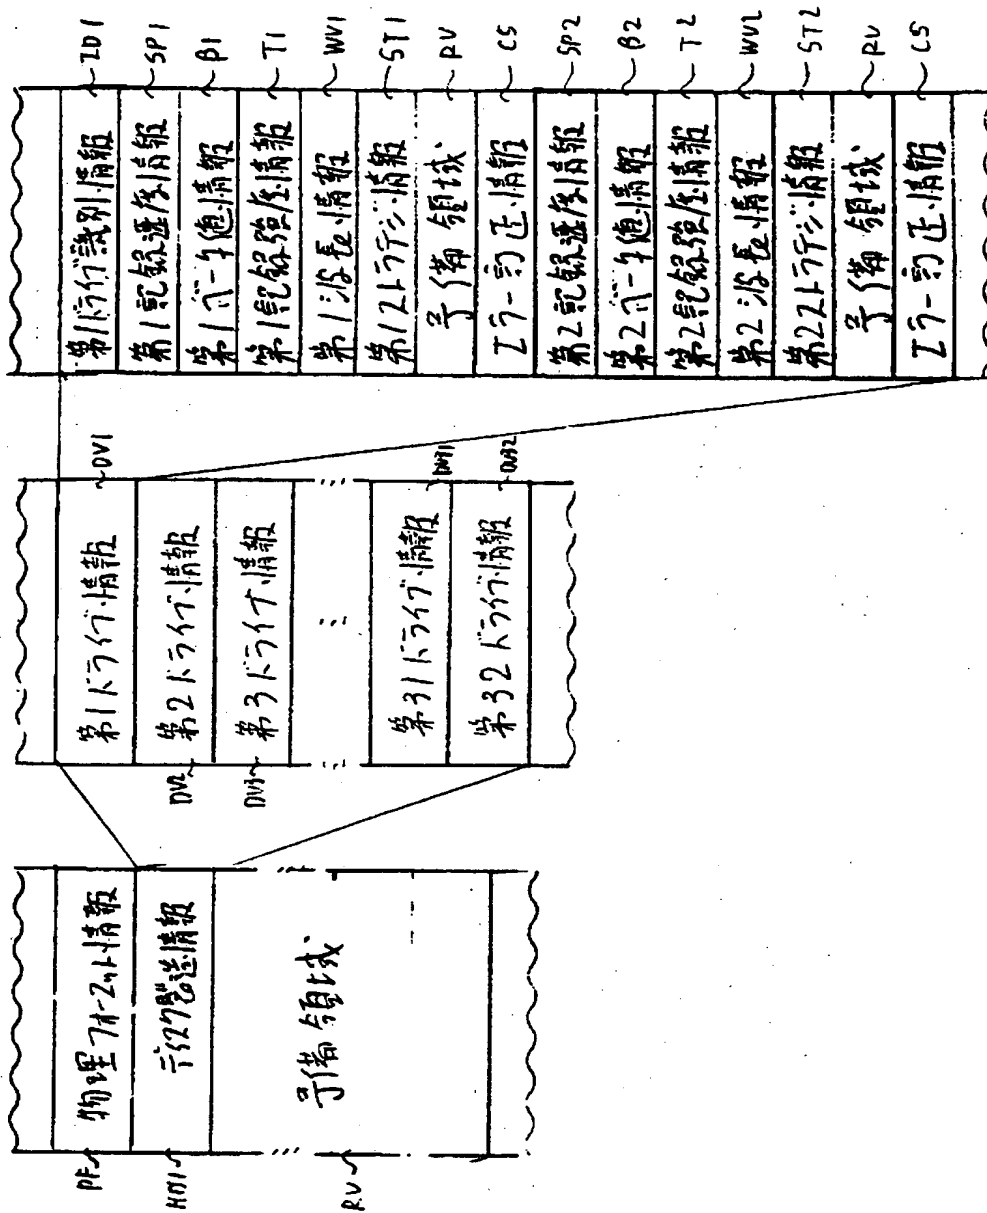 PF
物理フォーマット情報
ディスク製造情報
予備領域
RV
第1ドライブ情報
DV1
DV2
第2ドライブ情報
DV3
第3ドライブ情報
第31ドライブ情報
DV31
第32ドライブ情報
DV32
第1ドライブ識別情報
ID1
第1記録速度情報
SP1
第1ベータ値情報
β1
第1記録強度情報
T1
第1波長情報
WV1
第1ストラテジ情報
ST1
予備領域
RV
エラー訂正情報
CS
第2記録速度情報
SP2
第2ベータ値情報
β2
第2記録強度情報
T2
第2波長情報
WV2
第2ストラテジ情報
ST2
予備領域
RV
エラー訂正情報
CS